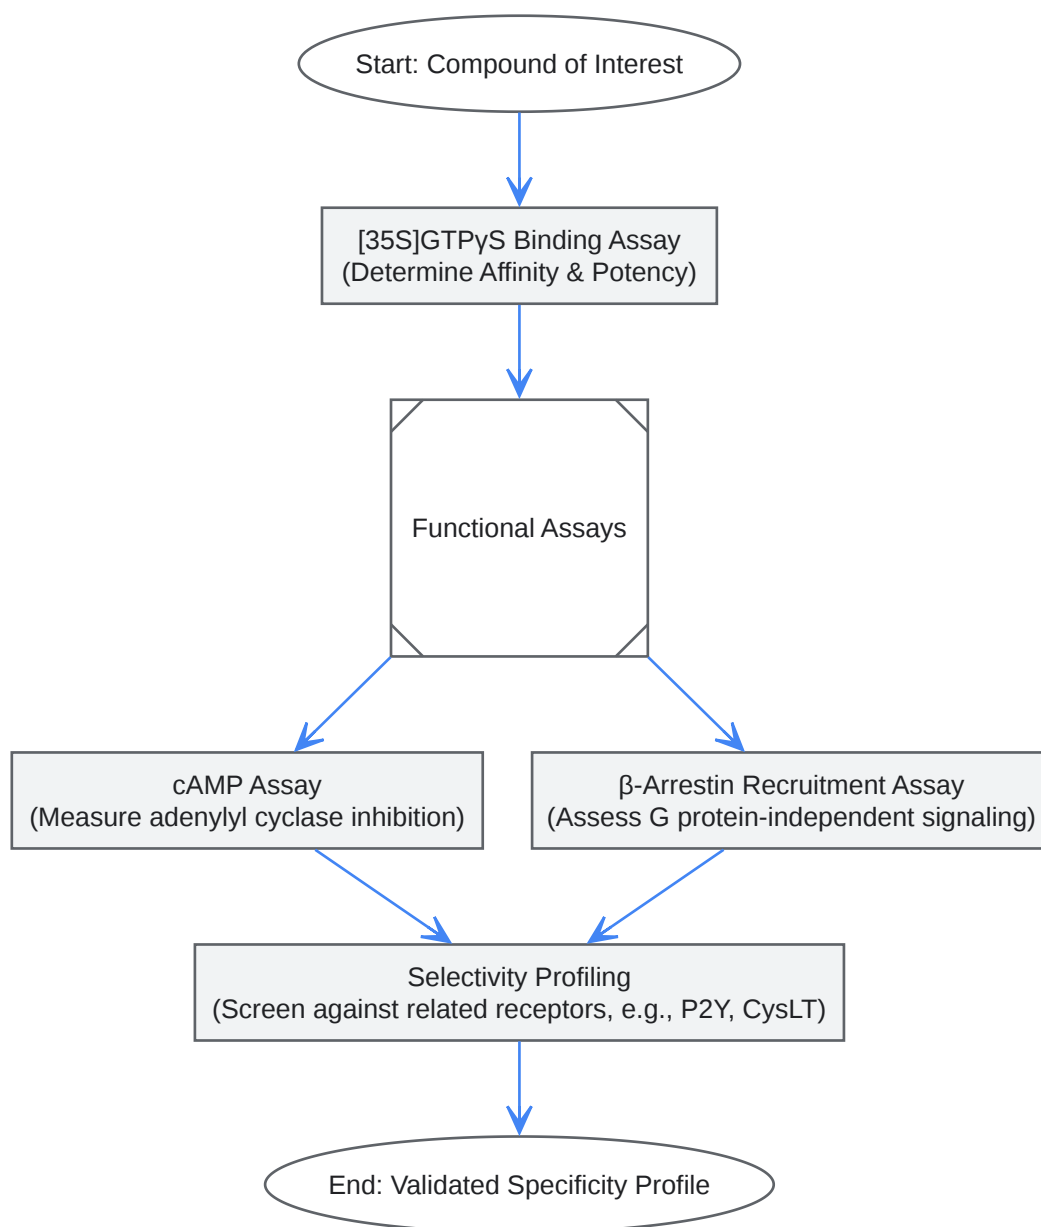 Start: Compound of Interest
[35S]GTPγS Binding Assay
(Determine Affinity & Potency)
Functional Assays
cAMP Assay
(Measure adenylyl cyclase inhibition)
β-Arrestin Recruitment Assay
(Assess G protein-independent signaling)
Selectivity Profiling
(Screen against related receptors, e.g., P2Y, CysLT)
End: Validated Specificity Profile